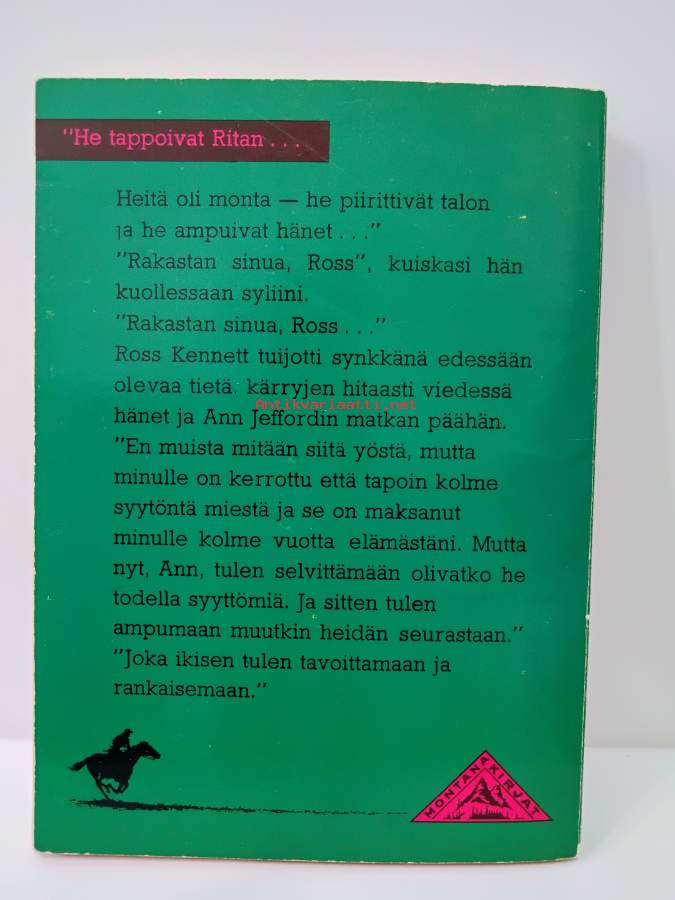 "He tappoivat Ritan . . .
Heitä oli monta — he piirittivät talon
ja he ampuivat hänet . . ."
"Rakastan sinua, Ross", kuiskasi hän
kuollessaan syliini.
"Rakastan sinua, Ross . . ."
Ross Kennett tuijotti synkkänä edessään
olevaa tietä, kärryjen hitaasti viedessä
Antikvariaatti.net
hänet ja Ann Jeffordin matkan päähän.
"En muista mitään siitä yöstä, mutta
minulle on kerrottu että tapoin kolme
syytöntä miestä ja se on maksanut
minulle kolme vuotta elämästäni. Mutta
nyt, Ann, tulen selvittämään olivatko he
todella syyttömiä. Ja sitten tulen
ampumaan muutkin heidän seurastaan."
"Joka ikisen tulen tavoittamaan ja
rankaisemaan."
MONTANA KIRJAT